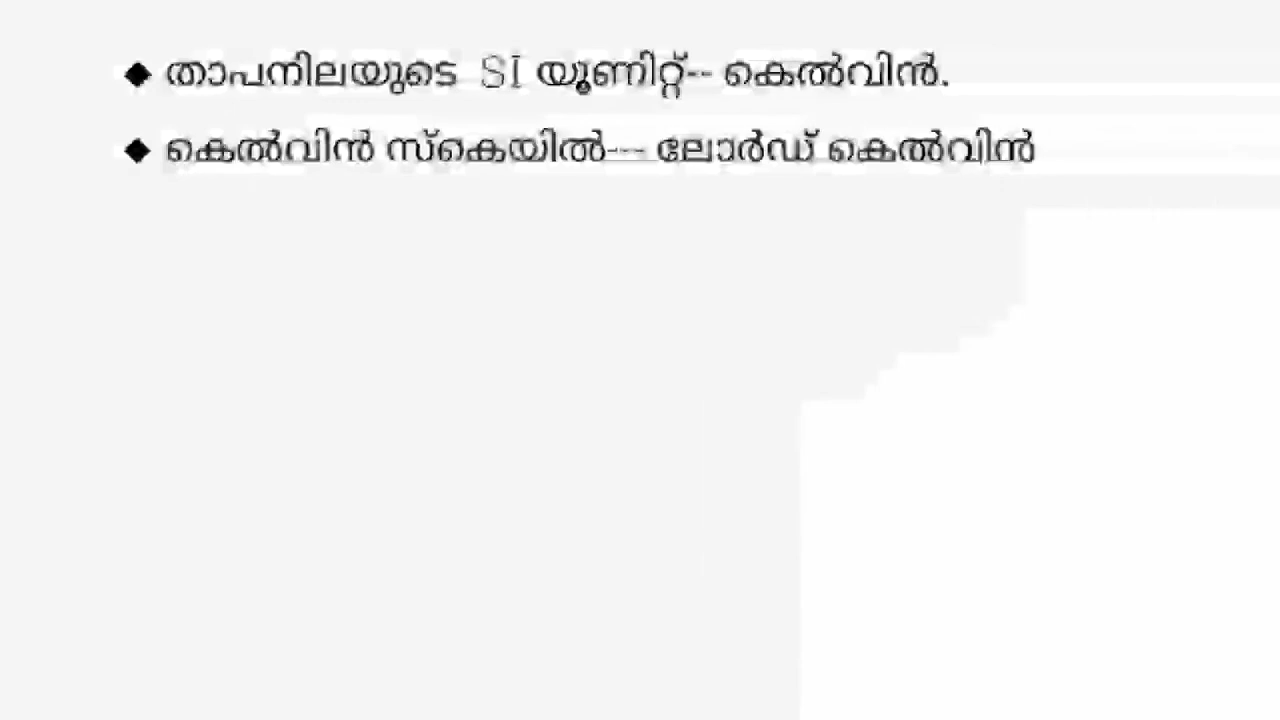 ◆ താപനിലയുടെ SI യൂണിറ്റ്-- കെൽവിൻ.
◆ കെൽവിൻ സ്കെയിൽ--- ലോർഡ് കെൽവിൻ